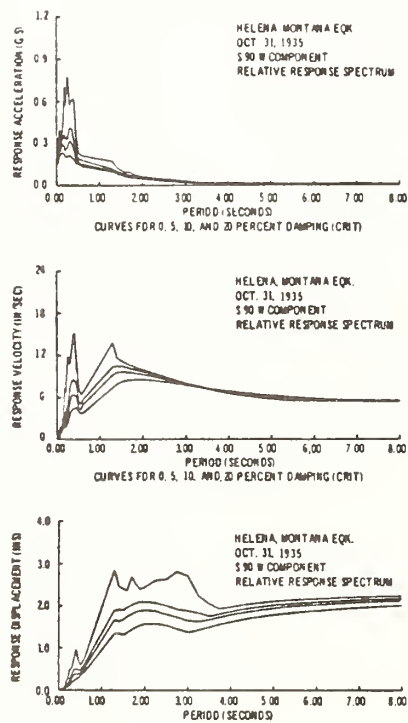 HELENA, MONTANA EQK
OCT. 31, 1935
S 90 W COMPONENT
RELATIVE RESPONSE SPECTRUM
RESPONSE ACCELERATION (G'S)
1.2
0.9
0.6
0.3
0.0
0.00 1.00 2.00 3.00 4.00 5.00 6.00 7.00 8.00
PERIOD (SECONDS)
CURVES FOR 0, 5, 10, AND 20 PERCENT DAMPING (CRIT)
HELENA, MONTANA EQK.
OCT. 31, 1935
S 90 W COMPONENT
RELATIVE RESPONSE SPECTRUM
RESPONSE VELOCITY (IN/SEC)
24
18
12
6
0
0.00 1.00 2.00 3.00 4.00 5.00 6.00 7.00 8.00
PERIOD (SECONDS)
CURVES FOR 0, 5, 10, AND, 20 PERCENT DAMPING (CRIT)
HELENA, MONTANA EQK.
OCT. 31, 1935
S 90 W COMPONENT
RELATIVE RESPONSE SPECTRUM
RESPONSE DISPLACEMENT (INS)
4.0
3.0
2.0
1.0
0.0
0.00 1.00 2.00 3.00 4.00 5.00 6.00 7.00 8.00
PERIOD (SECONDS)